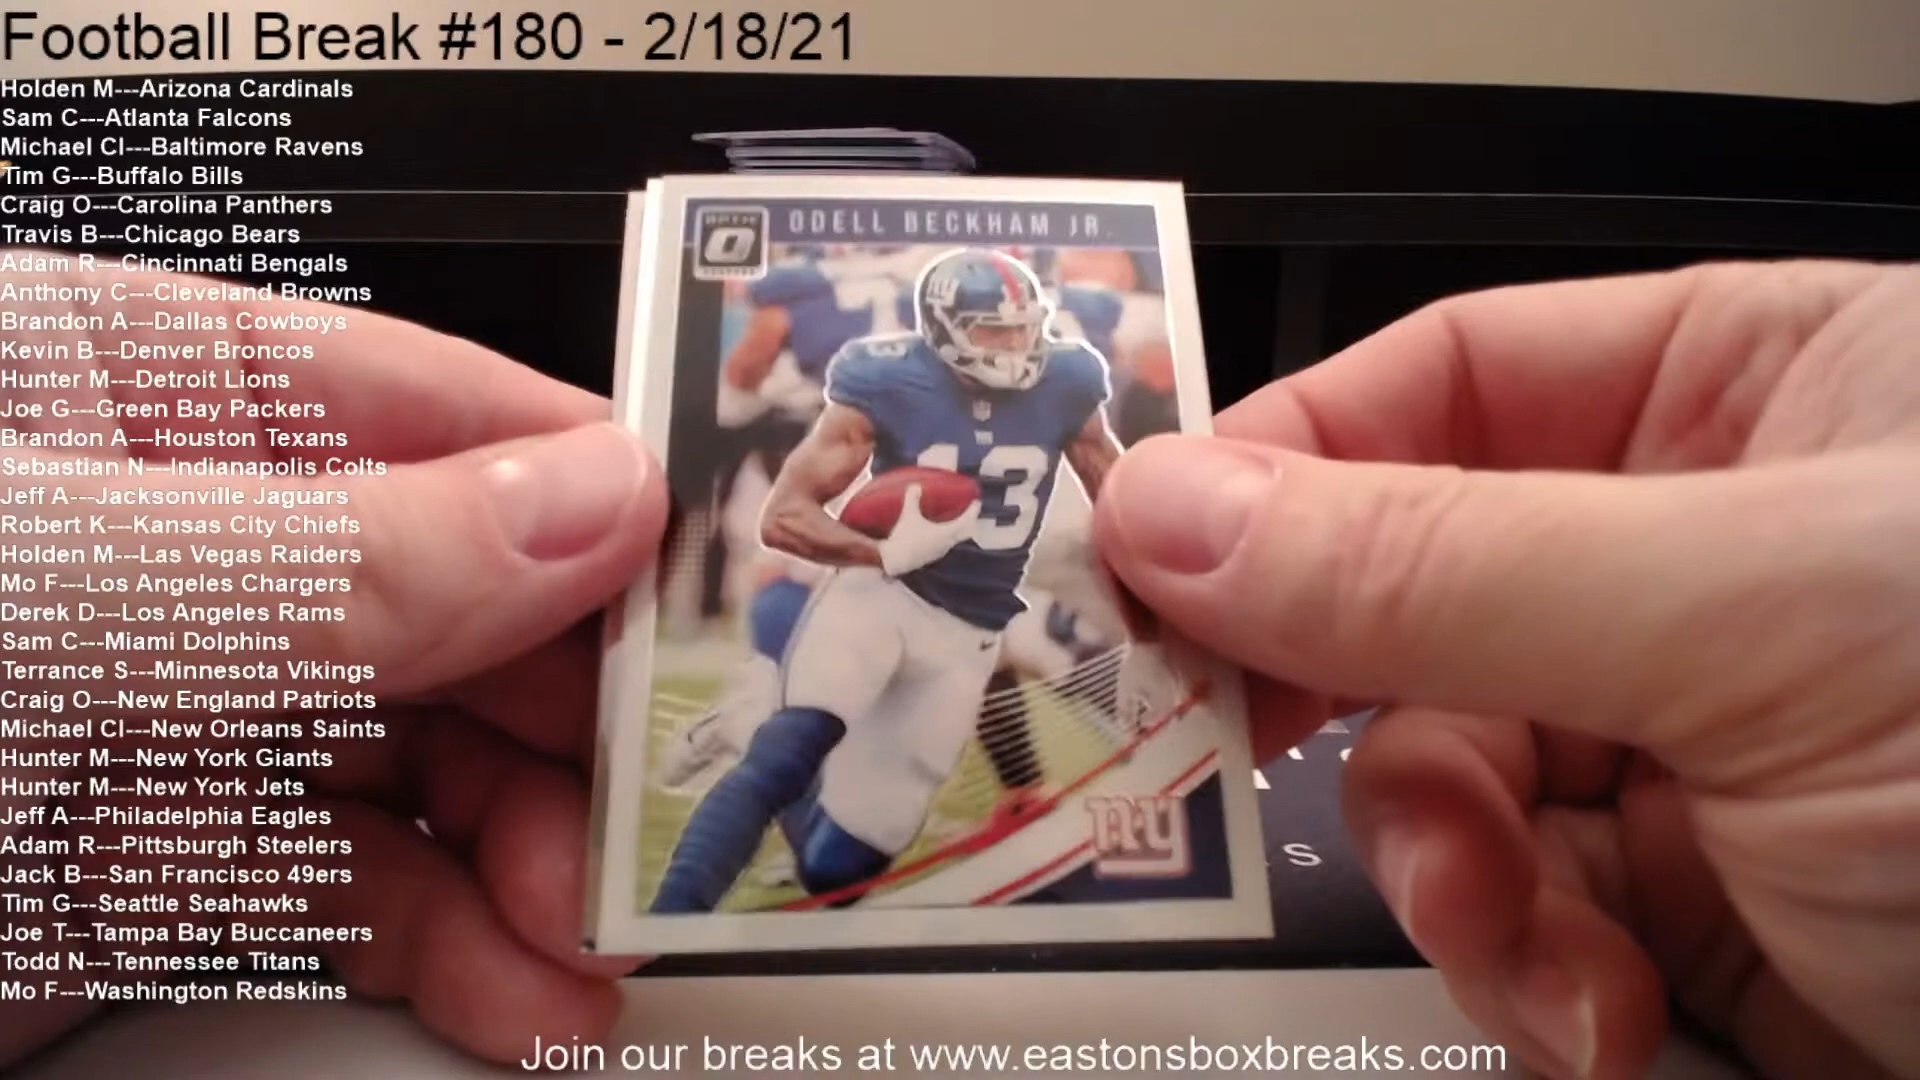 Football Break #180 - 2/18/21
Holden M---Arizona Cardinals
Sam C---Atlanta Falcons
Michael Cl---Baltimore Ravens
Tim G---Buffalo Bills
Craig O---Carolina Panthers
Travis B---Chicago Bears
Adam R---Cincinnati Bengals
Anthony C---Cleveland Browns
Brandon A---Dallas Cowboys
Kevin B---Denver Broncos
Hunter M---Detroit Lions
Joe G---Green Bay Packers
Brandon A---Houston Texans
Sebastian N---Indianapolis Colts
Jeff A---Jacksonville Jaguars
Robert K---Kansas City Chiefs
Holden M---Las Vegas Raiders
Mo F---Los Angeles Chargers
Derek D---Los Angeles Rams
Sam C---Miami Dolphins
Terrance S---Minnesota Vikings
Craig O---New England Patriots
Michael Cl---New Orleans Saints
Hunter M---New York Giants
Hunter M---New York Jets
Jeff A---Philadelphia Eagles
Adam R---Pittsburgh Steelers
Jack B---San Francisco 49ers
Tim G---Seattle Seahawks
Joe T---Tampa Bay Buccaneers
Todd N---Tennessee Titans
Mo F---Washington Redskins
ODELL BECKHAM JR.
13
ny
Join our breaks at www.eastonsboxbreaks.com